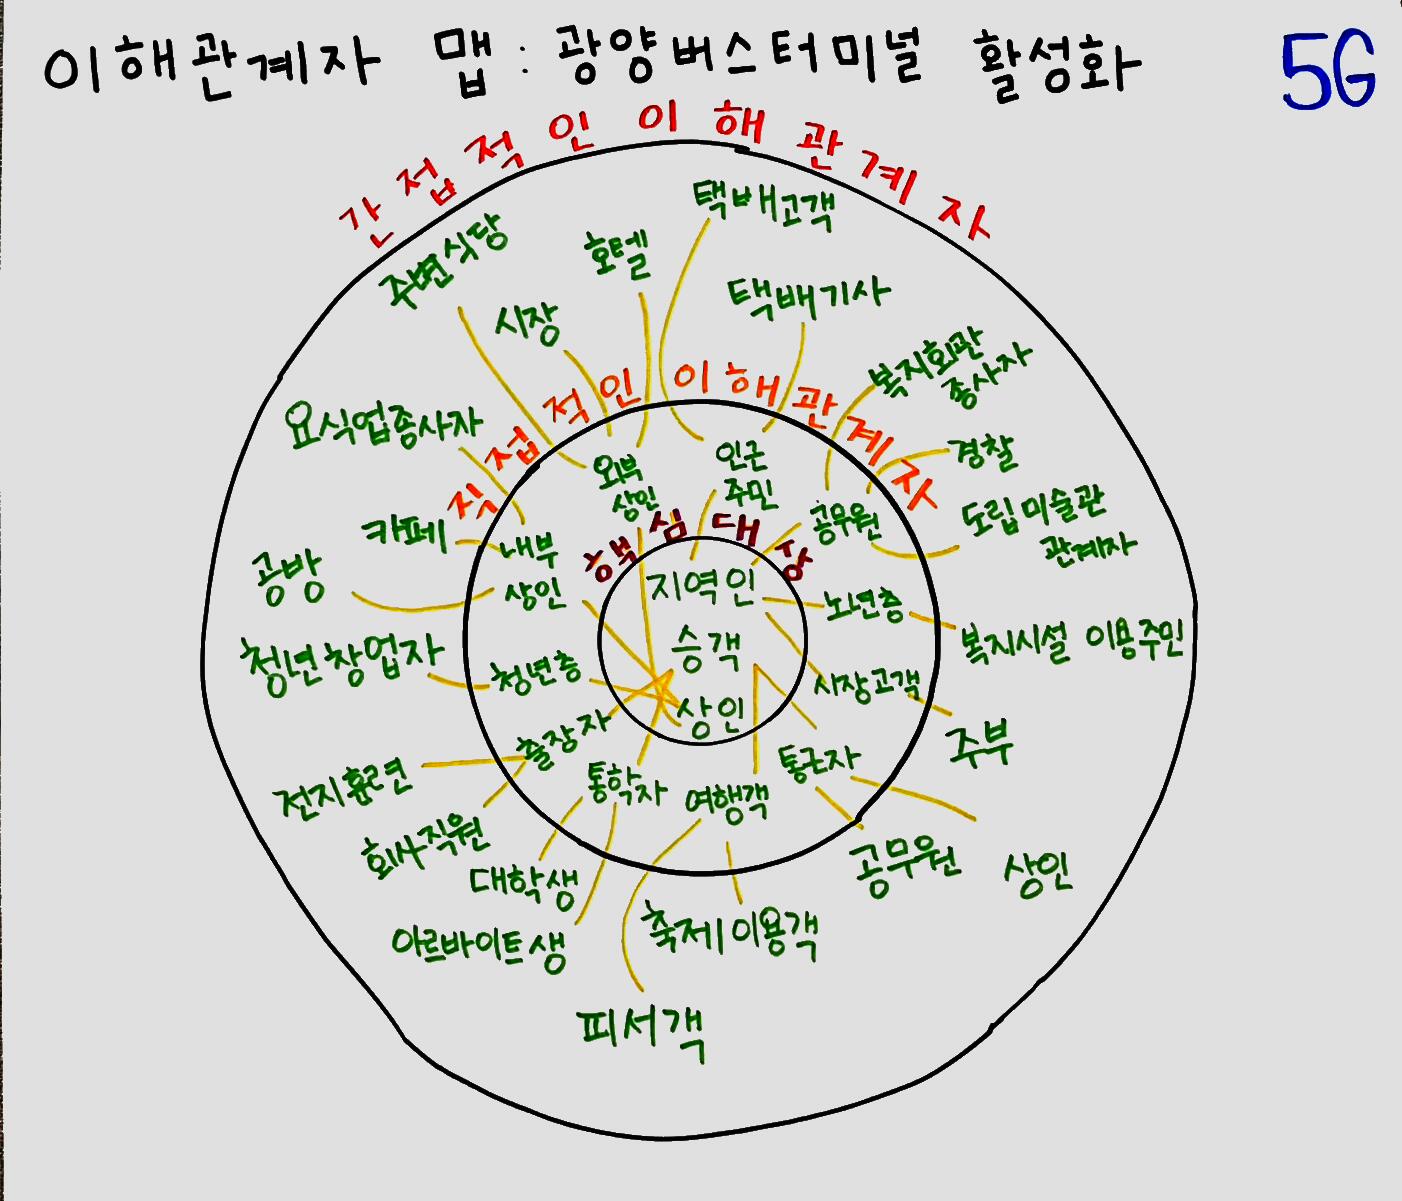 이해관계자 맵 : 광양버스터미널 활성화
5G
간접적인 이해관계자
택배고객
주변식당
호텔
시장
택배기사
복지회관
종사자
요식업종사자
경찰
카페
도립미술관
관계자
공방
청년창업자
복지시설 이용주민
전지훈련
주부
회사직원
대학생
공무원
상인
아르바이트생
축제이용객
피서객
직접적인 이해관계자
외부
상인
인근
주민
공무원
내부
상인
노년층
청년층
시장고객
출장자
통학자
여행객
통근자
핵심대상
지역인
승객
상인